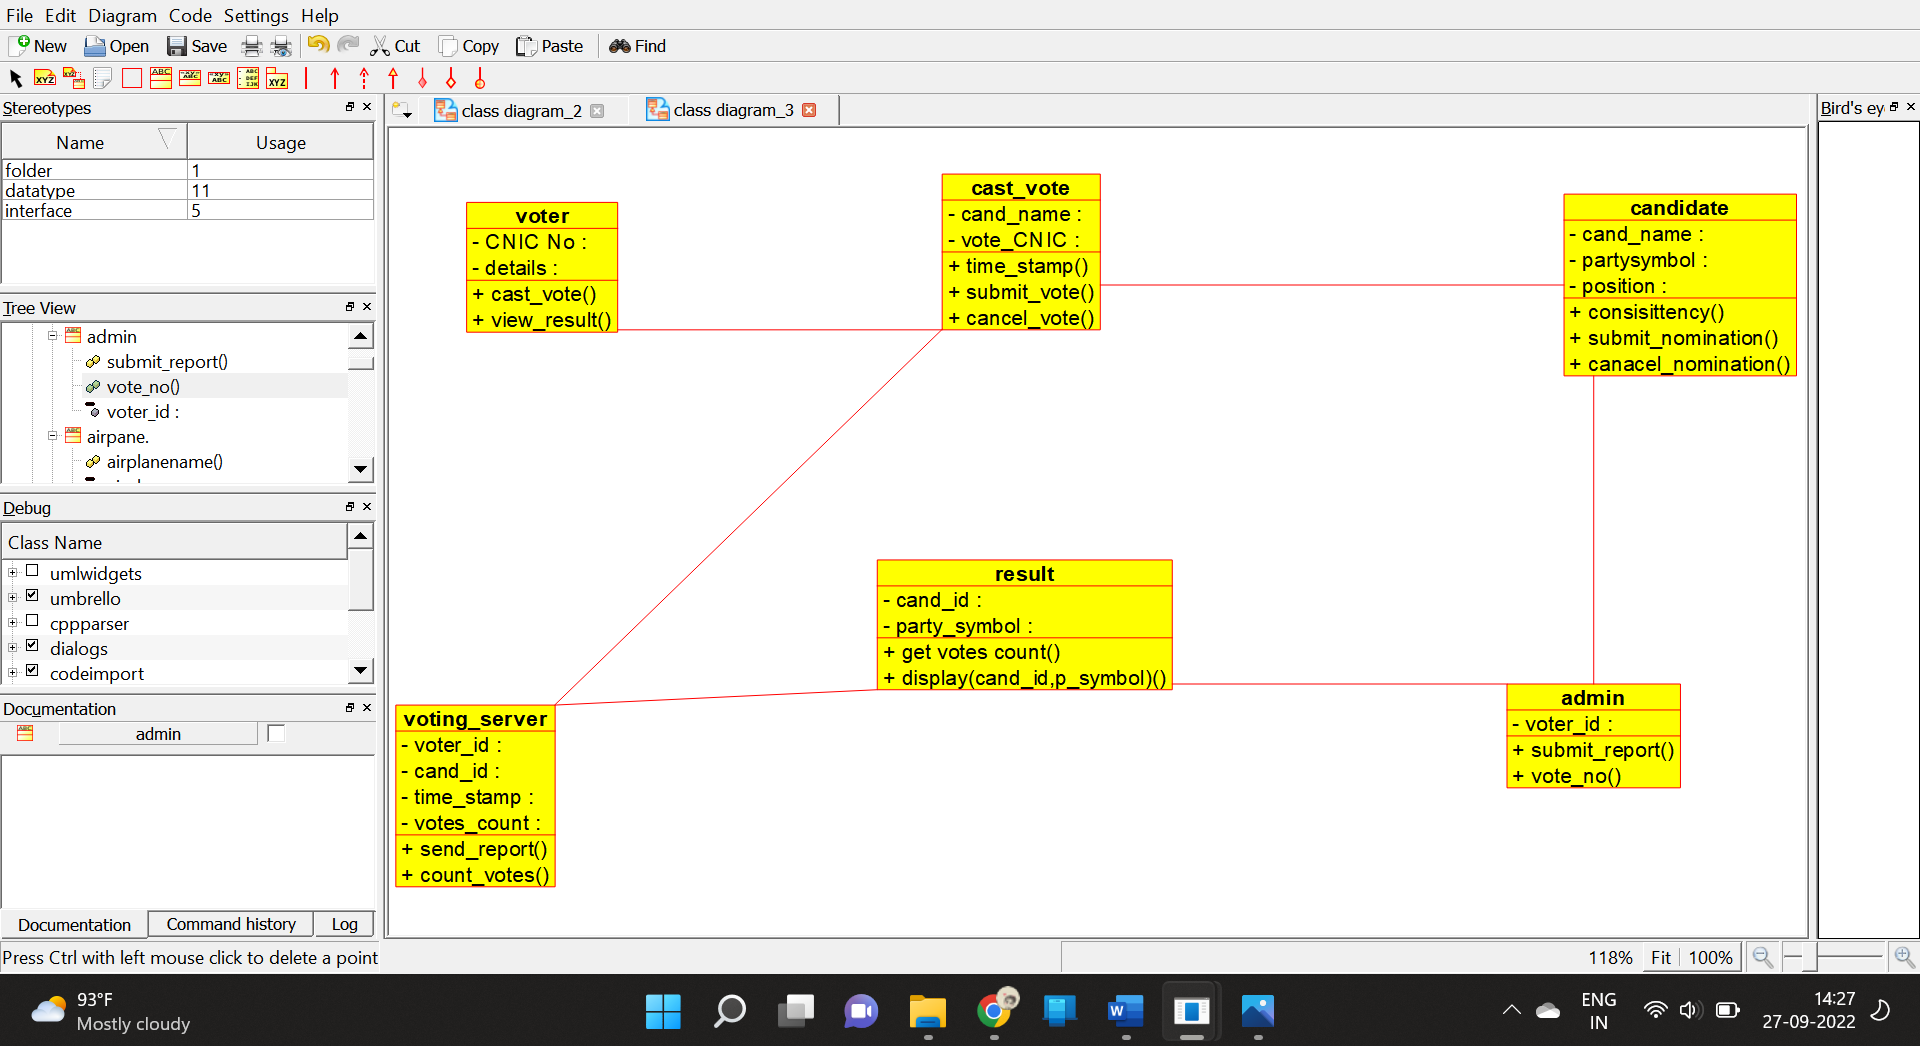 File Edit Diagram Code Settings Help
New Open Save Cut Copy Paste Find
Stereotypes
Name Usage
folder 1
datatype 11
interface 5
Tree View
admin
submit_report()
vote_no()
voter_id :
airpane.
airplanename()
Debug
Class Name
umlwidgets
umbrello
cppparser
dialogs
codeimport
Documentation
admin
Documentation Command history Log
Press Ctrl with left mouse click to delete a point
class diagram_2 class diagram_3
Bird's ey
voter
- CNIC No :
- details :
+ cast_vote()
+ view_result()
cast_vote
- cand_name :
- vote_CNIC :
+ time_stamp()
+ submit_vote()
+ cancel_vote()
candidate
- cand_name :
- partysymbol :
- position :
+ consisittency()
+ submit_nomination()
+ canacel_nomination()
result
- cand_id :
- party_symbol :
+ get votes count()
+ display(cand_id,p_symbol)()
voting_server
- voter_id :
- cand_id :
- time_stamp :
- votes_count :
+ send_report()
+ count_votes()
admin
- voter_id :
+ submit_report()
+ vote_no()
118% Fit 100%
93°F
Mostly cloudy
ENG
IN
14:27
27-09-2022